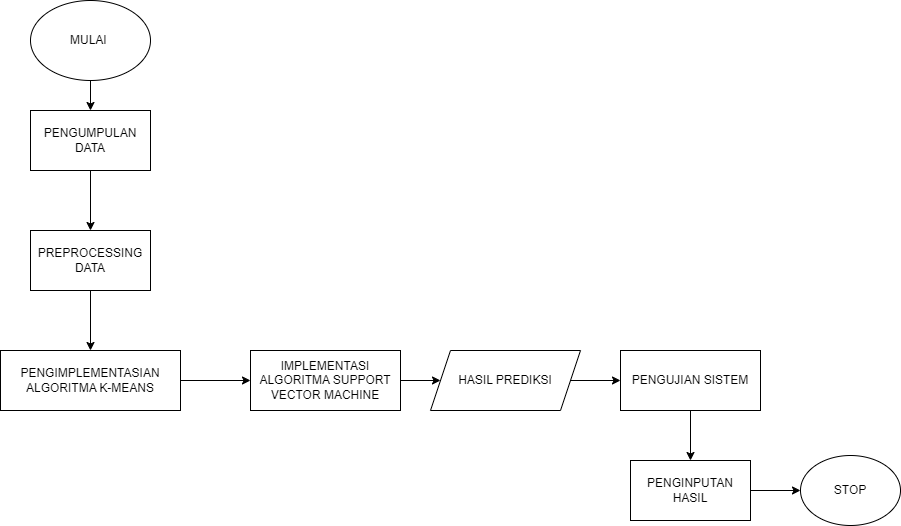 MULAI
PENGUMPULAN
DATA
PREPROCESSING
DATA
PENGIMPLEMENTASIAN
ALGORITMA K-MEANS
IMPLEMENTASI
ALGORITMA SUPPORT
VECTOR MACHINE
HASIL PREDIKSI
PENGUJIAN SISTEM
PENGINPUTAN
HASIL
STOP